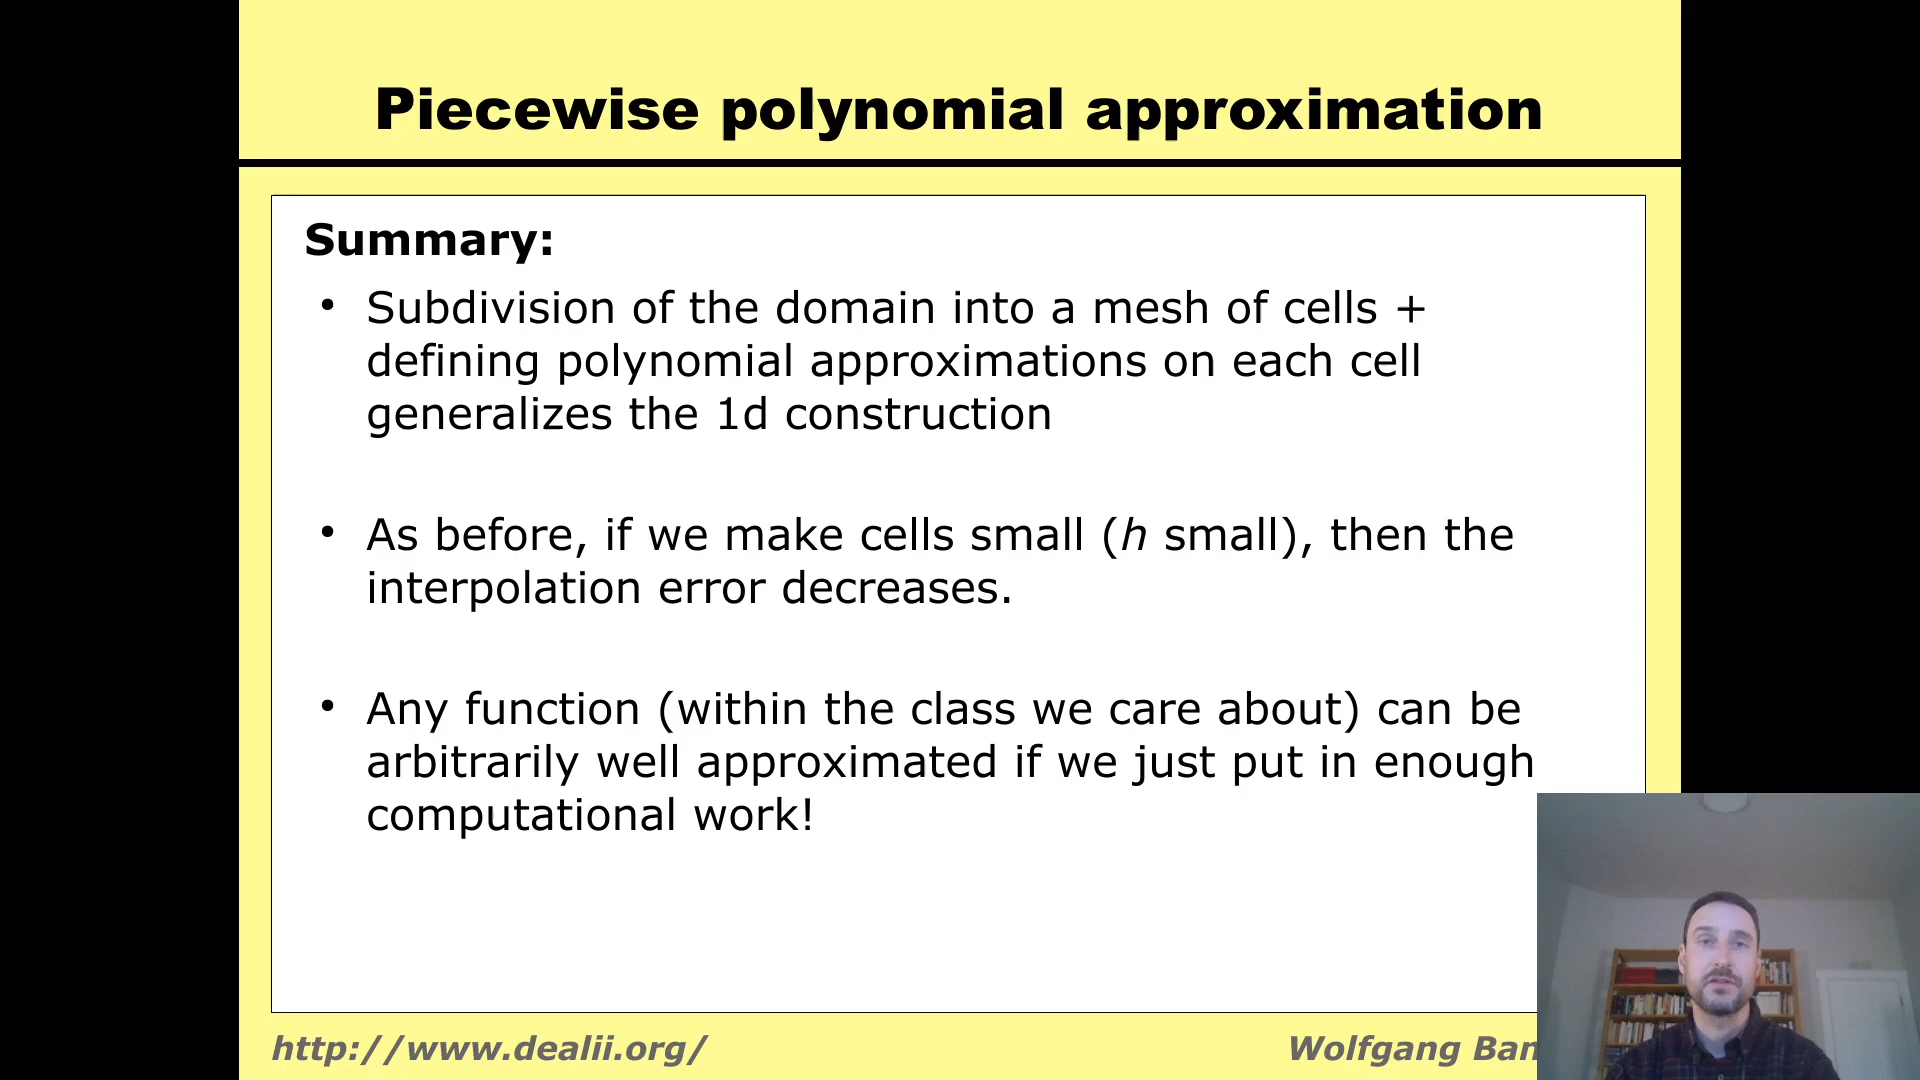 Piecewise polynomial approximation
Summary:
• Subdivision of the domain into a mesh of cells +
defining polynomial approximations on each cell
generalizes the 1d construction
• As before, if we make cells small (h small), then the
interpolation error decreases.
• Any function (within the class we care about) can be
arbitrarily well approximated if we just put in enough
computational work!
http://www.dealii.org/
Wolfgang